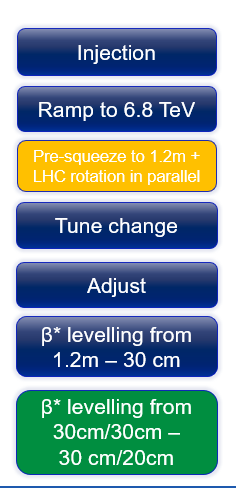 Injection
Ramp to 6.8 TeV
Pre-squeeze to 1.2m +
LHC rotation in parallel
Tune change
Adjust
β* levelling from
1.2m – 30 cm
β* levelling from
30cm/30cm –
30 cm/20cm